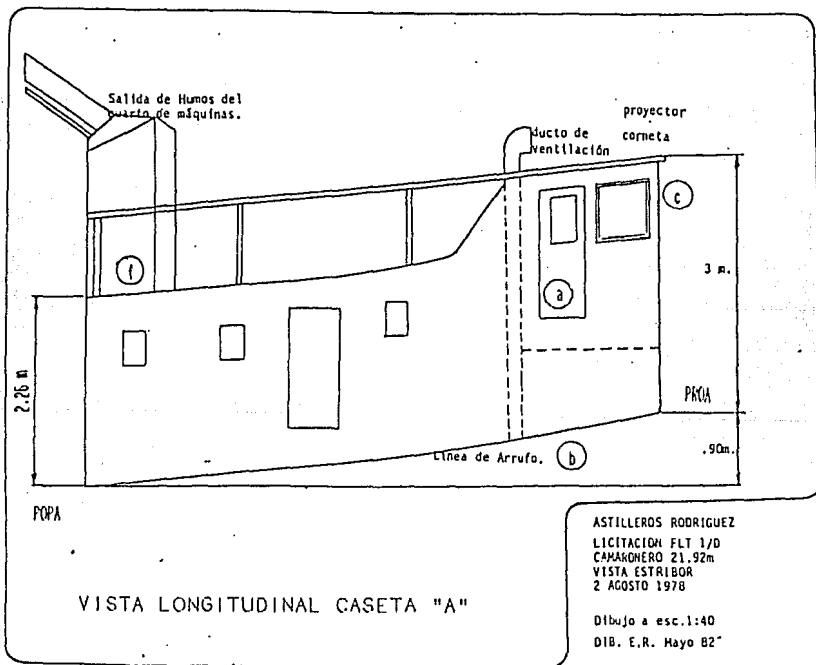 Salida de Humos del
cuarto de máquinas.
proyector
ducto de corneta
ventilación
c
f
a
3 m.
2.26 m
PROA
Línea de Arrufo. b
.90m.
POPA
ASTILLEROS RODRIGUEZ
LICITACION FLT 1/D
CAMARONERO 21.92m
VISTA ESTRIBOR
2 AGOSTO 1978
VISTA LONGITUDINAL CASETA "A"
Dibujo a esc.1:40
DIB. E.R. Mayo 82"